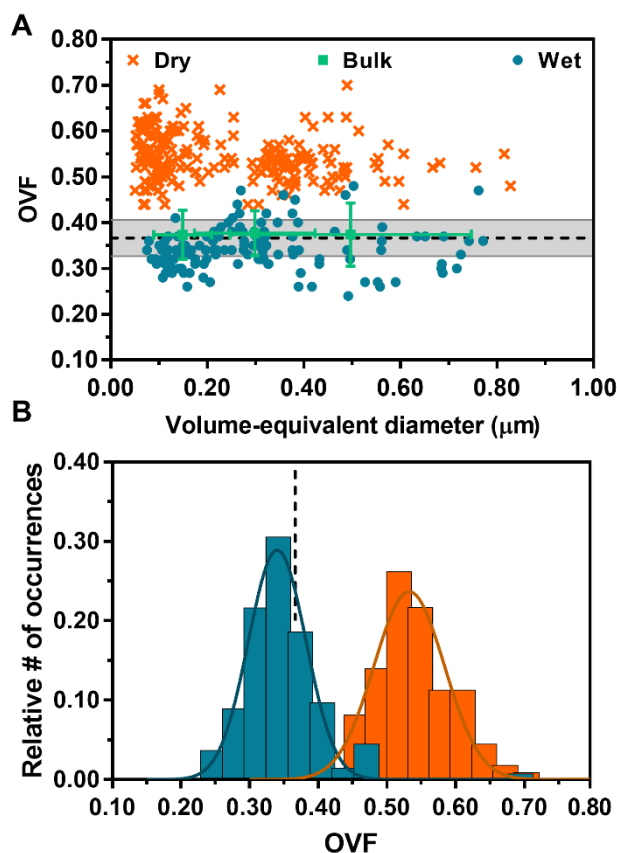 A
0.80
0.70
0.60
0.50
0.40
0.30
0.20
0.10
OVF
Dry Bulk Wet
0.00 0.20 0.40 0.60 0.80 1.00
Volume-equivalent diameter (μm)
B
0.40
0.30
0.20
0.10
0.00
Relative # of occurrences
0.10 0.20 0.30 0.40 0.50 0.60 0.70 0.80
OVF